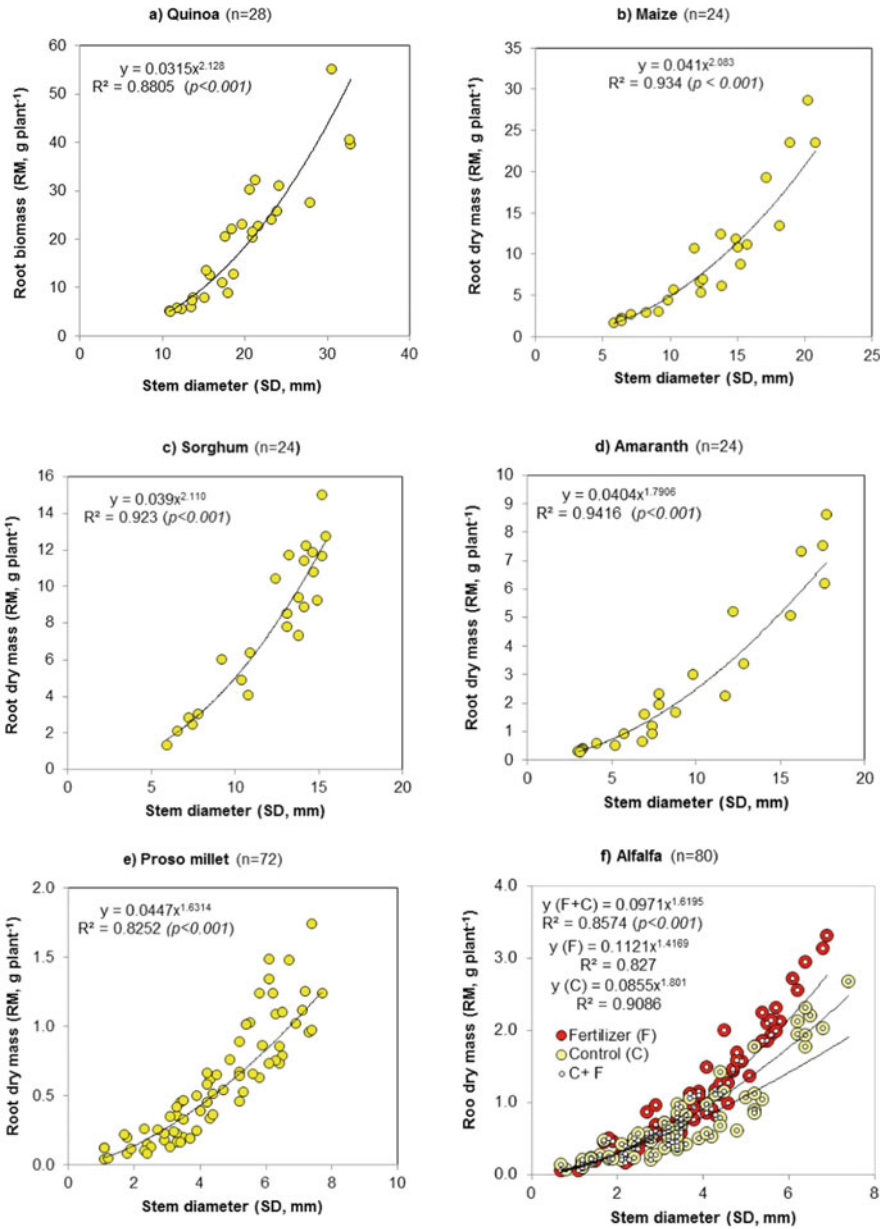 a) Quinoa (n=28)
y = 0.0315x^2.128
R² = 0.8805 (p<0.001)
Root biomass (RM, g plant⁻¹)
60
50
40
30
20
10
0
0 10 20 30 40
Stem diameter (SD, mm)
b) Maize (n=24)
y = 0.041x^2.083
R² = 0.934 (p < 0.001)
Root dry mass (RM, g plant⁻¹)
35
30
25
20
15
10
5
0
0 5 10 15 20 25
Stem diameter (SD, mm)
c) Sorghum (n=24)
y = 0.039x^2.110
R² = 0.923 (p<0.001)
Root dry mass (RM, g plant⁻¹)
16
14
12
10
8
6
4
2
0
0 5 10 15 20
Stem diameter (SD, mm)
d) Amaranth (n=24)
y = 0.0404x^1.7906
R² = 0.9416 (p<0.001)
Root dry mass (RM, g plant⁻¹)
10
9
8
7
6
5
4
3
2
1
0
0 5 10 15 20
Stem diameter (SD, mm)
e) Proso millet (n=72)
y = 0.0447x^1.6314
R² = 0.8252 (p<0.001)
Root dry mass (RM, g plant⁻¹)
2.0
1.5
1.0
0.5
0.0
0 2 4 6 8 10
Stem diameter (SD, mm)
f) Alfalfa (n=80)
y (F+C) = 0.0971x^1.6195
R² = 0.8574 (p<0.001)
y (F) = 0.1121x^1.4169
R² = 0.827
y (C) = 0.0855x^1.801
R² = 0.9086
Fertilizer (F)
Control (C)
C+ F
Roo dry mass (RM, g plant⁻¹)
4.0
3.0
2.0
1.0
0.0
0 2 4 6 8
Stem diameter (SD, mm)